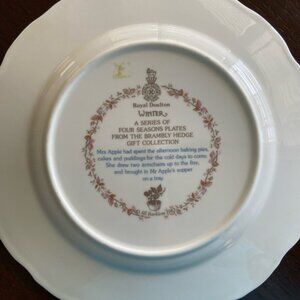 Royal Doulton
WINTER
A SERIES OF
FOUR SEASONS PLATES
FROM THE BRAMBLY HEDGE
GIFT COLLECTION
Mrs Apple had spent the afternoon baking pies,
cakes and puddings for the cold days to come.
She drew two armchairs up to the fire,
and brought in Mr Apple's supper
on a tray.